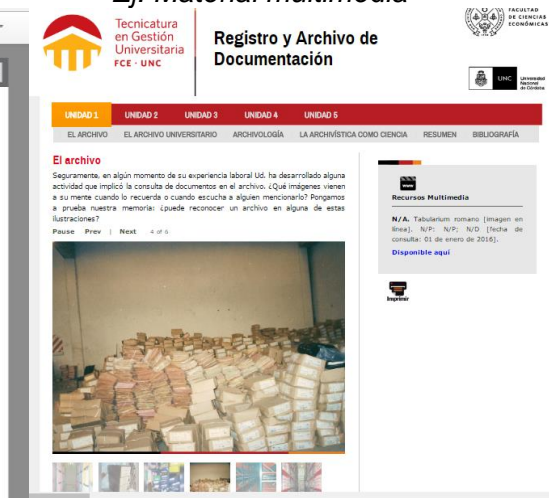 Ej. Material multimedia
Tecnicatura
en Gestión
Universitaria
FCE - UNC
Registro y Archivo de
Documentación
FACULTAD
DE CIENCIAS
ECONÓMICAS
UNC
Universidad
Nacional
de Córdoba
UNIDAD 1 UNIDAD 2 UNIDAD 3 UNIDAD 4 UNIDAD 5
EL ARCHIVO EL ARCHIVO UNIVERSITARIO ARCHIVOLOGÍA LA ARCHIVÍSTICA COMO CIENCIA RESUMEN BIBLIOGRAFÍA
El archivo
Seguramente, en algún momento de su experiencia laboral Ud. ha desarrollado alguna
actividad que implicó la consulta de documentos en el archivo. ¿Qué imágenes vienen
a su mente cuando lo recuerda o cuando escucha a alguien mencionarlo? Pongamos
a prueba nuestra memoria: ¿puede reconocer un archivo en alguna de estas
ilustraciones?
Pause Prev | Next 4 of 6
www
Recursos Multimedia
N/A. Tabularium romano [imagen en
línea]. N/P: N/P; N/D [fecha de
consulta: 01 de enero de 2016].
Disponible aquí
Imprimir